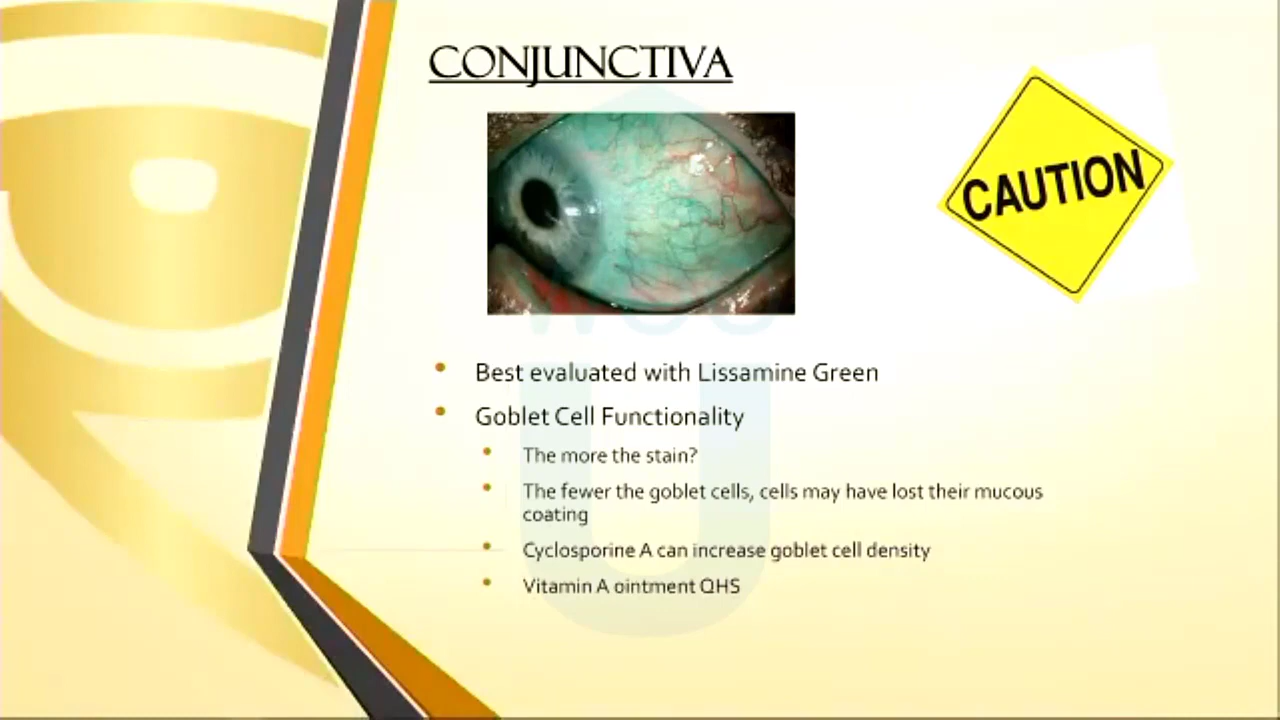 CONJUNCTIVA
CAUTION
Best evaluated with Lissamine Green
Goblet Cell Functionality
The more the stain?
The fewer the goblet cells, cells may have lost their mucous
coating
Cyclosporine A can increase goblet cell density
Vitamin A ointment QHS